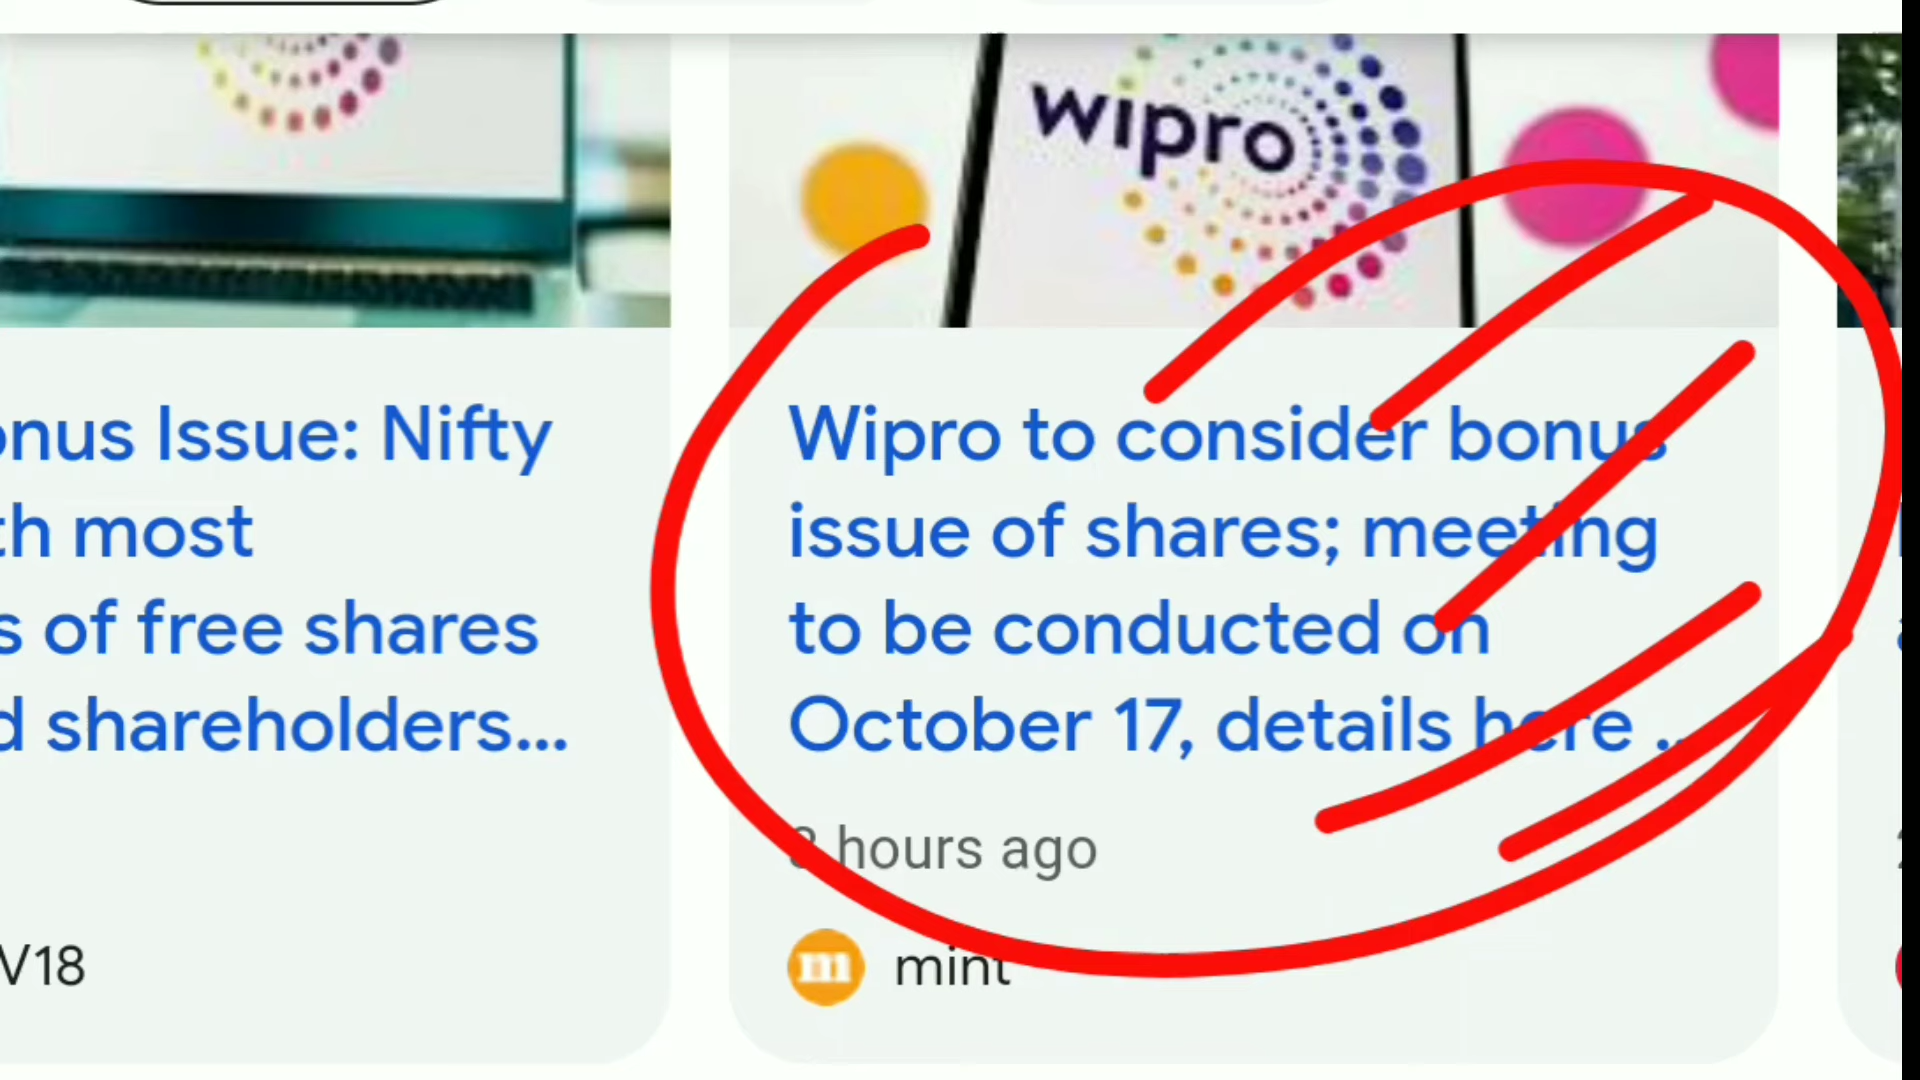 wipro
onus Issue: Nifty
th most
s of free shares
d shareholders...
V18
Wipro to consider bonus
issue of shares; meeting
to be conducted on
October 17, details here ...
hours ago
m
mint